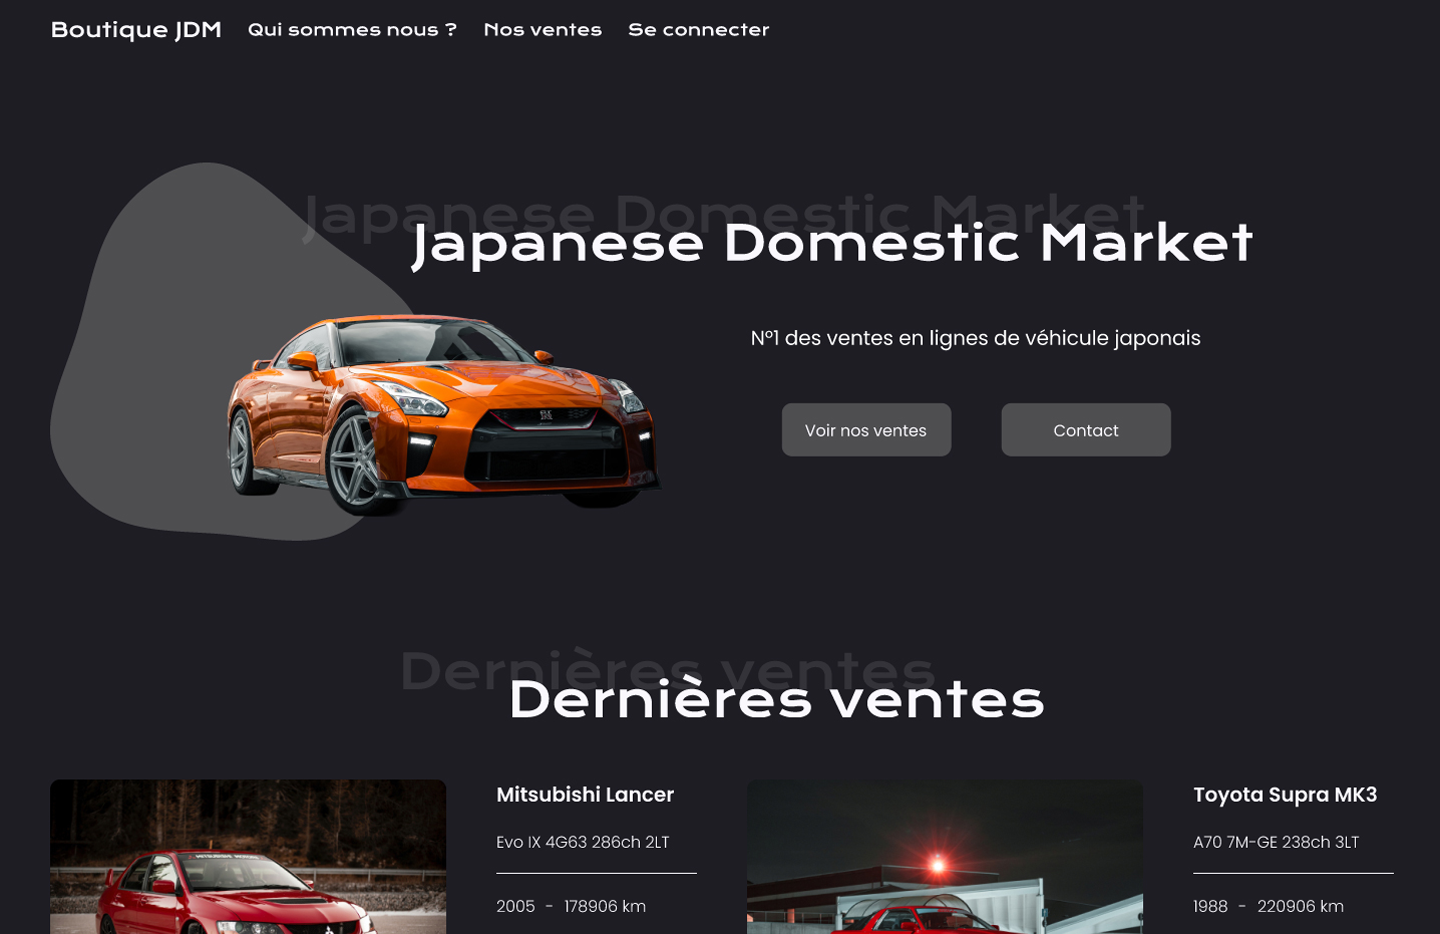 Boutique JDM Qui sommes nous ? Nos ventes Se connecter
Japanese Domestic Market
Japanese Domestic Market
N°1 des ventes en lignes de véhicule japonais
Voir nos ventes Contact
Dernières ventes
Dernières ventes
Mitsubishi Lancer
Evo IX 4G63 286ch 2LT
2005 - 178906 km
Toyota Supra MK3
A70 7M-GE 238ch 3LT
1988 - 220906 km